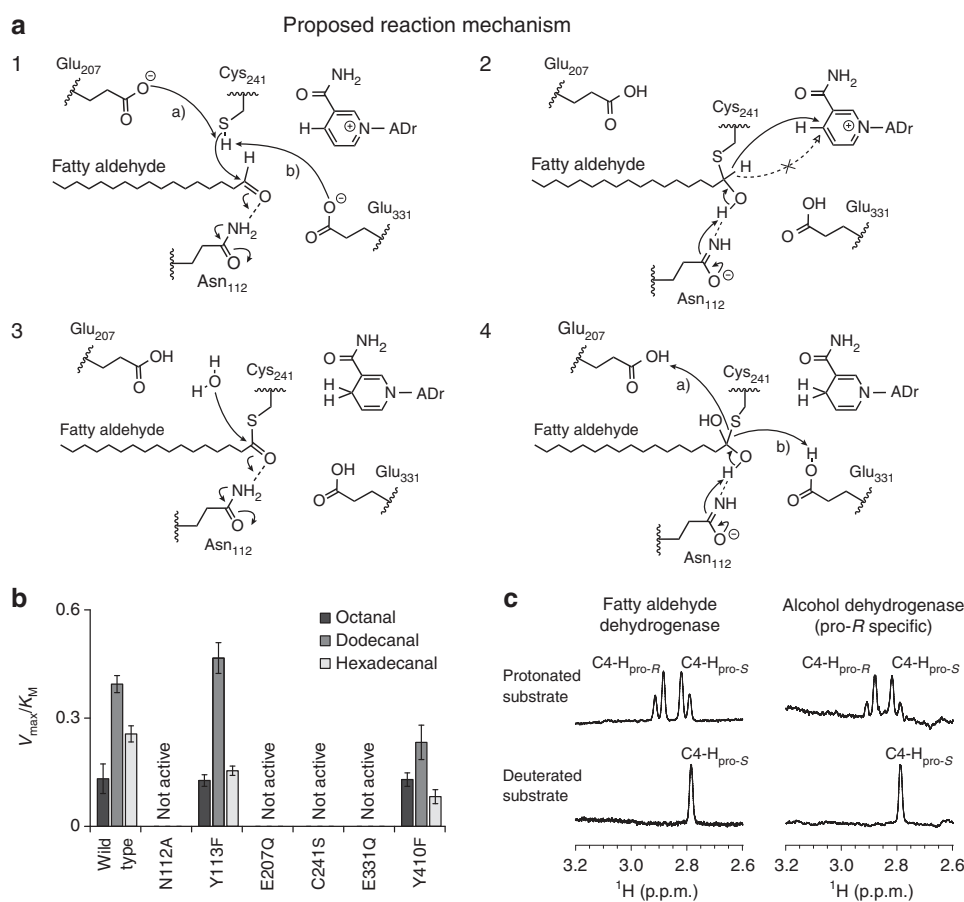 a
Proposed reaction mechanism
1
Glu207
O
⊖
O
a)
Cys241
S
H
NH2
O
H
N
+
ADr
Fatty aldehyde
H
O
b)
O
⊖
O
Glu331
NH2
O
Asn112
2
Glu207
OH
O
Cys241
S
NH2
O
H
N
+
ADr
Fatty aldehyde
H
O
H
OH
O
Glu331
NH
O
⊖
Asn112
3
Glu207
OH
O
H
H
O
Cys241
S
NH2
O
H
H
N
ADr
Fatty aldehyde
O
OH
O
Glu331
NH2
O
Asn112
4
Glu207
OH
O
a)
Cys241
HO
S
NH2
O
H
H
N
ADr
Fatty aldehyde
O
H
b)
H
OH
O
Glu331
NH
O
⊖
Asn112
b
Vmax/KM
0.6
0.3
0
Octanal
Dodecanal
Hexadecanal
Not active
Not active
Not active
Not active
Wild type
N112A
Y113F
E207Q
C241S
E331Q
Y410F
c
Fatty aldehyde
dehydrogenase
Alcohol dehydrogenase
(pro-R specific)
Protonated
substrate
C4-Hpro-R
C4-Hpro-S
C4-Hpro-R
C4-Hpro-S
Deuterated
substrate
C4-Hpro-S
C4-Hpro-S
3.2 3.0 2.8 2.6
3.2 3.0 2.8 2.6
1H (p.p.m.)
1H (p.p.m.)